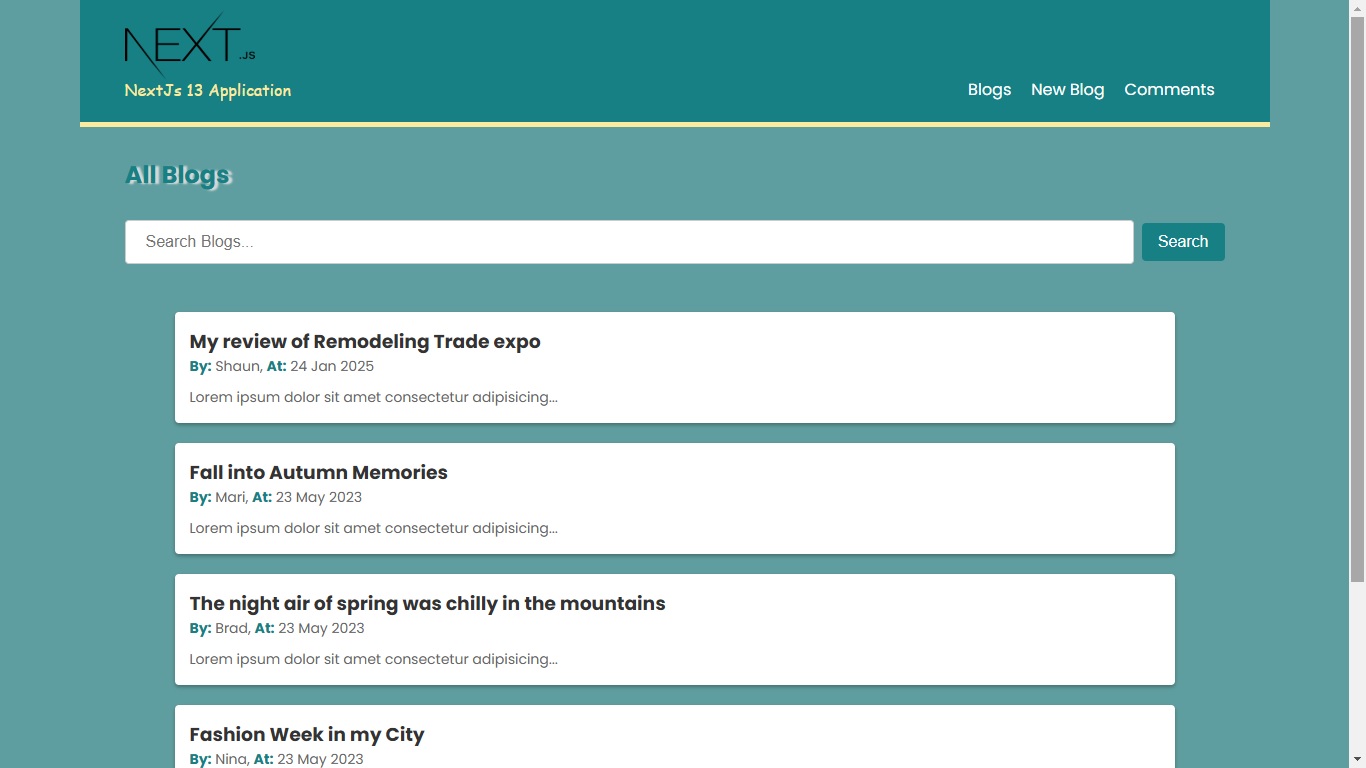 NEXT.JS
NextJs 13 Application
Blogs New Blog Comments
All Blogs
Search Blogs... Search
My review of Remodeling Trade expo
By: Shaun, At: 24 Jan 2025
Lorem ipsum dolor sit amet consectetur adipisicing...
Fall into Autumn Memories
By: Mari, At: 23 May 2023
Lorem ipsum dolor sit amet consectetur adipisicing...
The night air of spring was chilly in the mountains
By: Brad, At: 23 May 2023
Lorem ipsum dolor sit amet consectetur adipisicing...
Fashion Week in my City
By: Nina, At: 23 May 2023